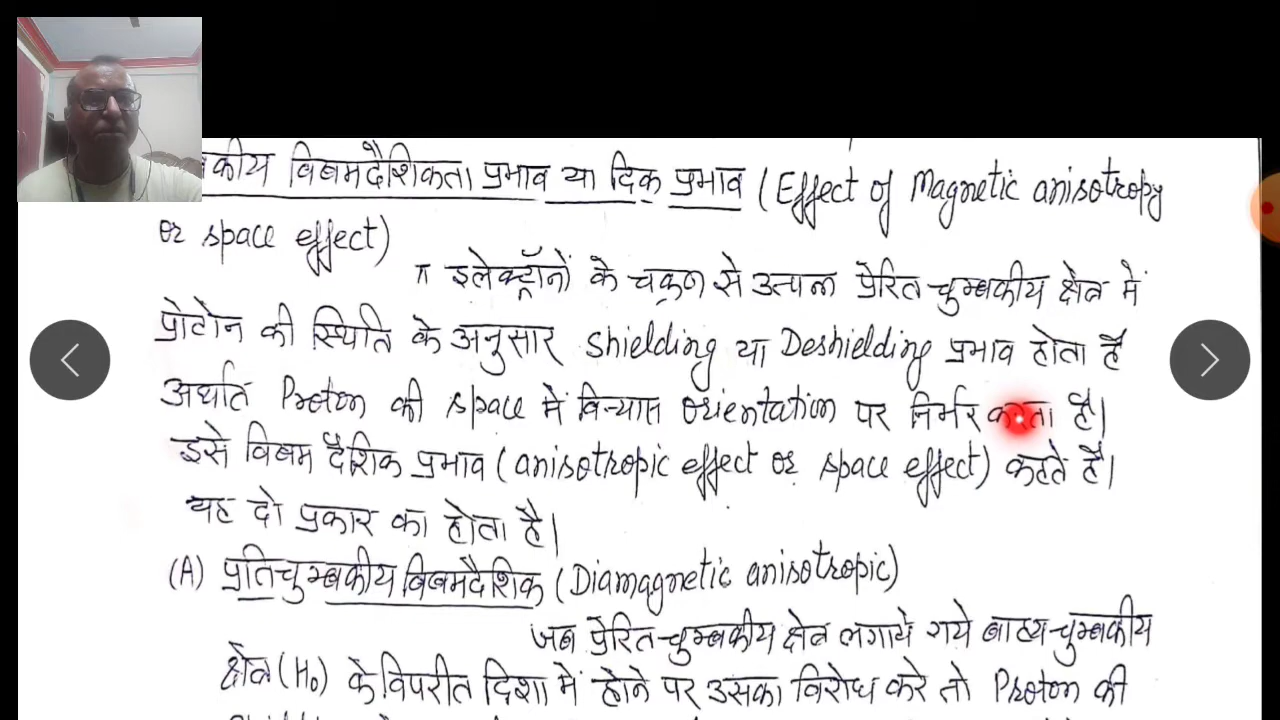 कीय विषमदैशिकता प्रभाव या दिक प्रभाव (Effect of Magnetic anisotropy
or space effect)
π इलेक्ट्रॉनों के चक्रण से उत्पन्न प्रेरित चुम्बकीय क्षेत्र में
प्रोटोन की स्थिति के अनुसार shielding या Deshielding प्रभाव होता है
अर्थात Proton की space में विन्यास orientation पर निर्भर करता है।
इसे विषम दैशिक प्रभाव (anisotropic effect or space effect) कहते हैं।
यह दो प्रकार का होता है।
(A) प्रतिचुम्बकीय विषमदैशिक (Diamagnetic anisotropic)
जब प्रेरित चुम्बकीय क्षेत्र लगाये गये बाह्य चुम्बकीय
क्षेत्र (H₀) के विपरीत दिशा में होने पर उसका विरोध करे तो Proton की